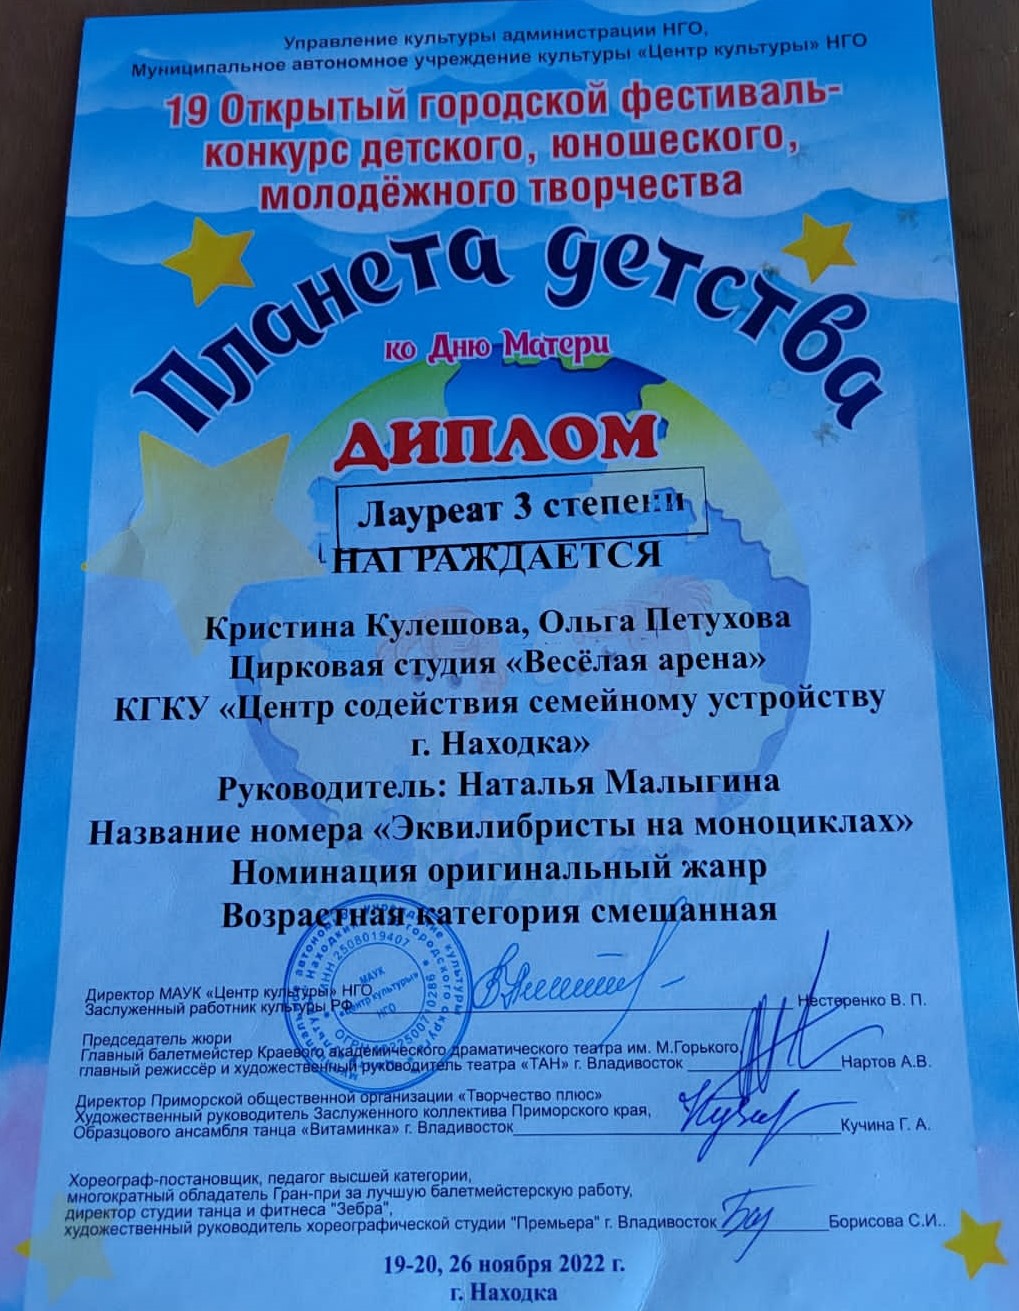 Управление культуры администрации НГО,
Муниципальное автономное учреждение культуры «Центр культуры» НГО
19 Открытый городской фестиваль-
конкурс детского, юношеского,
молодёжного творчества
Планета детства
ко Дню Матери
ДИПЛОМ
Лауреат 3 степени
НАГРАЖДАЕТСЯ
Кристина Кулешова, Ольга Петухова
Цирковая студия «Весёлая арена»
КГКУ «Центр содействия семейному устройству
г. Находка»
Руководитель: Наталья Малыгина
Название номера «Эквилибристы на моноциклах»
Номинация оригинальный жанр
Возрастная категория смешанная
Директор МАУК «Центр культуры» НГО,
Заслуженный работник культуры РФ Нестеренко В. П.
МАУК
«Центр культуры»
НГО
ИНН 2508019407
Председатель жюри
Главный балетмейстер Краевого академического драматического театра им. М.Горького,
главный режиссёр и художественный руководитель театра «ТАН» г. Владивосток Нартов А.В.
Директор Приморской общественной организации «Творчество плюс»
Художественный руководитель Заслуженного коллектива Приморского края,
Образцового ансамбля танца «Витаминка» г. Владивосток Кучина Г. А.
Хореограф-постановщик, педагог высшей категории,
многократный обладатель Гран-при за лучшую балетмейстерскую работу,
директор студии танца и фитнеса "Зебра",
художественный руководитель хореографической студии "Премьера" г. Владивосток Борисова С.И..
19-20, 26 ноября 2022 г.
г. Находка